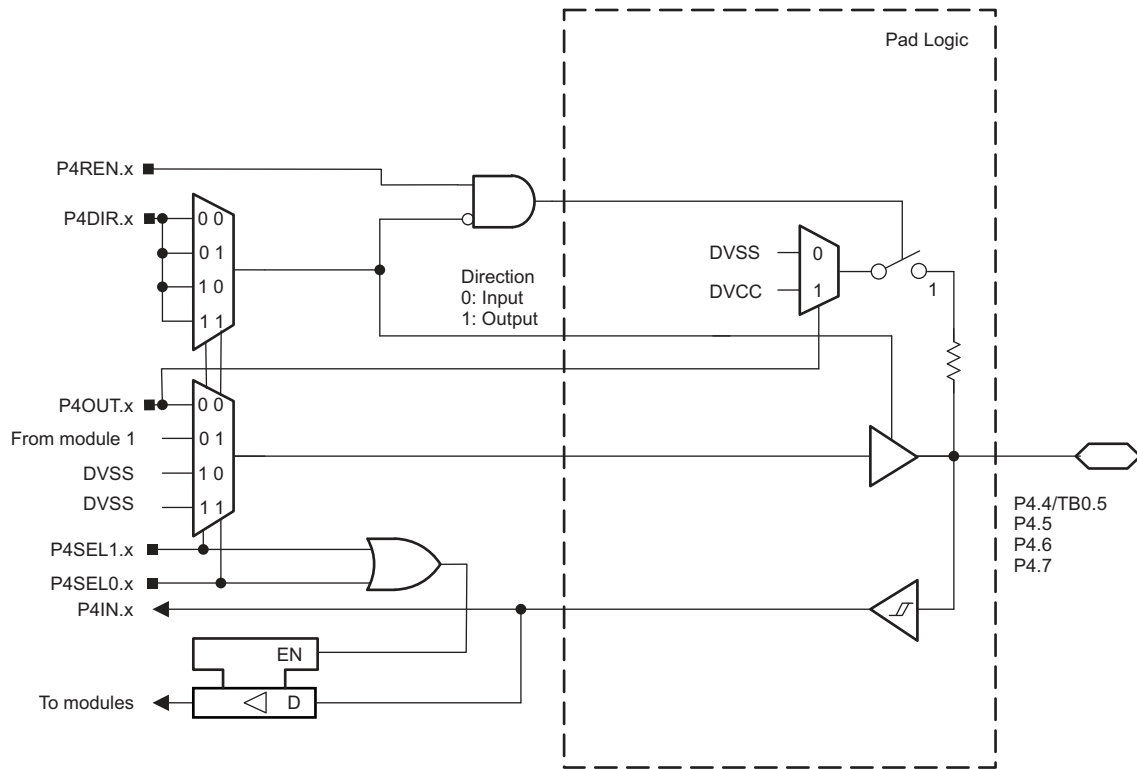 Pad Logic
P4REN.x
P4DIR.x
0 0
0 1
1 0
1 1
Direction
0: Input
1: Output
DVSS
0
DVCC
1
1
P4OUT.x
0 0
From module 1
0 1
DVSS
1 0
DVSS
1 1
P4.4/TB0.5
P4.5
P4.6
P4.7
P4SEL1.x
P4SEL0.x
P4IN.x
EN
To modules
D